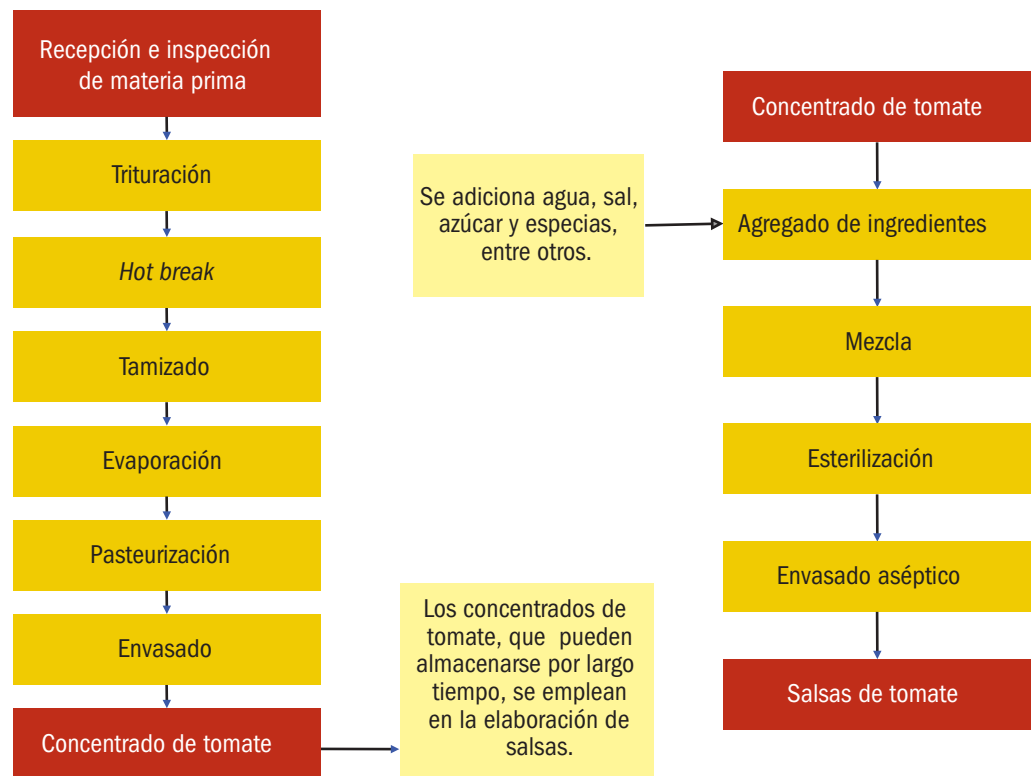 Recepción e inspección
de materia prima
Trituración
Hot break
Tamizado
Evaporación
Pasteurización
Envasado
Concentrado de tomate
Los concentrados de
tomate, que pueden
almacenarse por largo
tiempo, se emplean
en la elaboración de
salsas.
Concentrado de tomate
Se adiciona agua, sal,
azúcar y especias,
entre otros.
Agregado de ingredientes
Mezcla
Esterilización
Envasado aséptico
Salsas de tomate